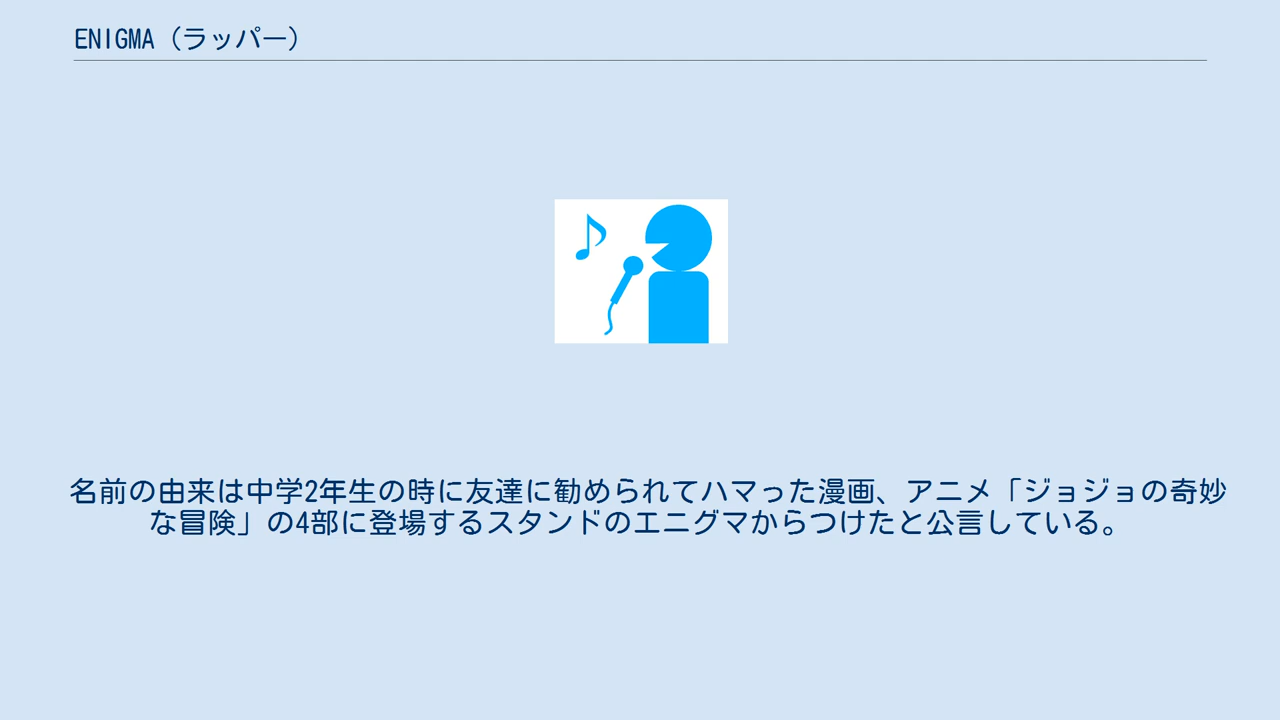 ENIGMA（ラッパー）
名前の由来は中学2年生の時に友達に勧められてハマった漫画、アニメ「ジョジョの奇妙
な冒険」の4部に登場するスタンドのエニグマからつけたと公言している。